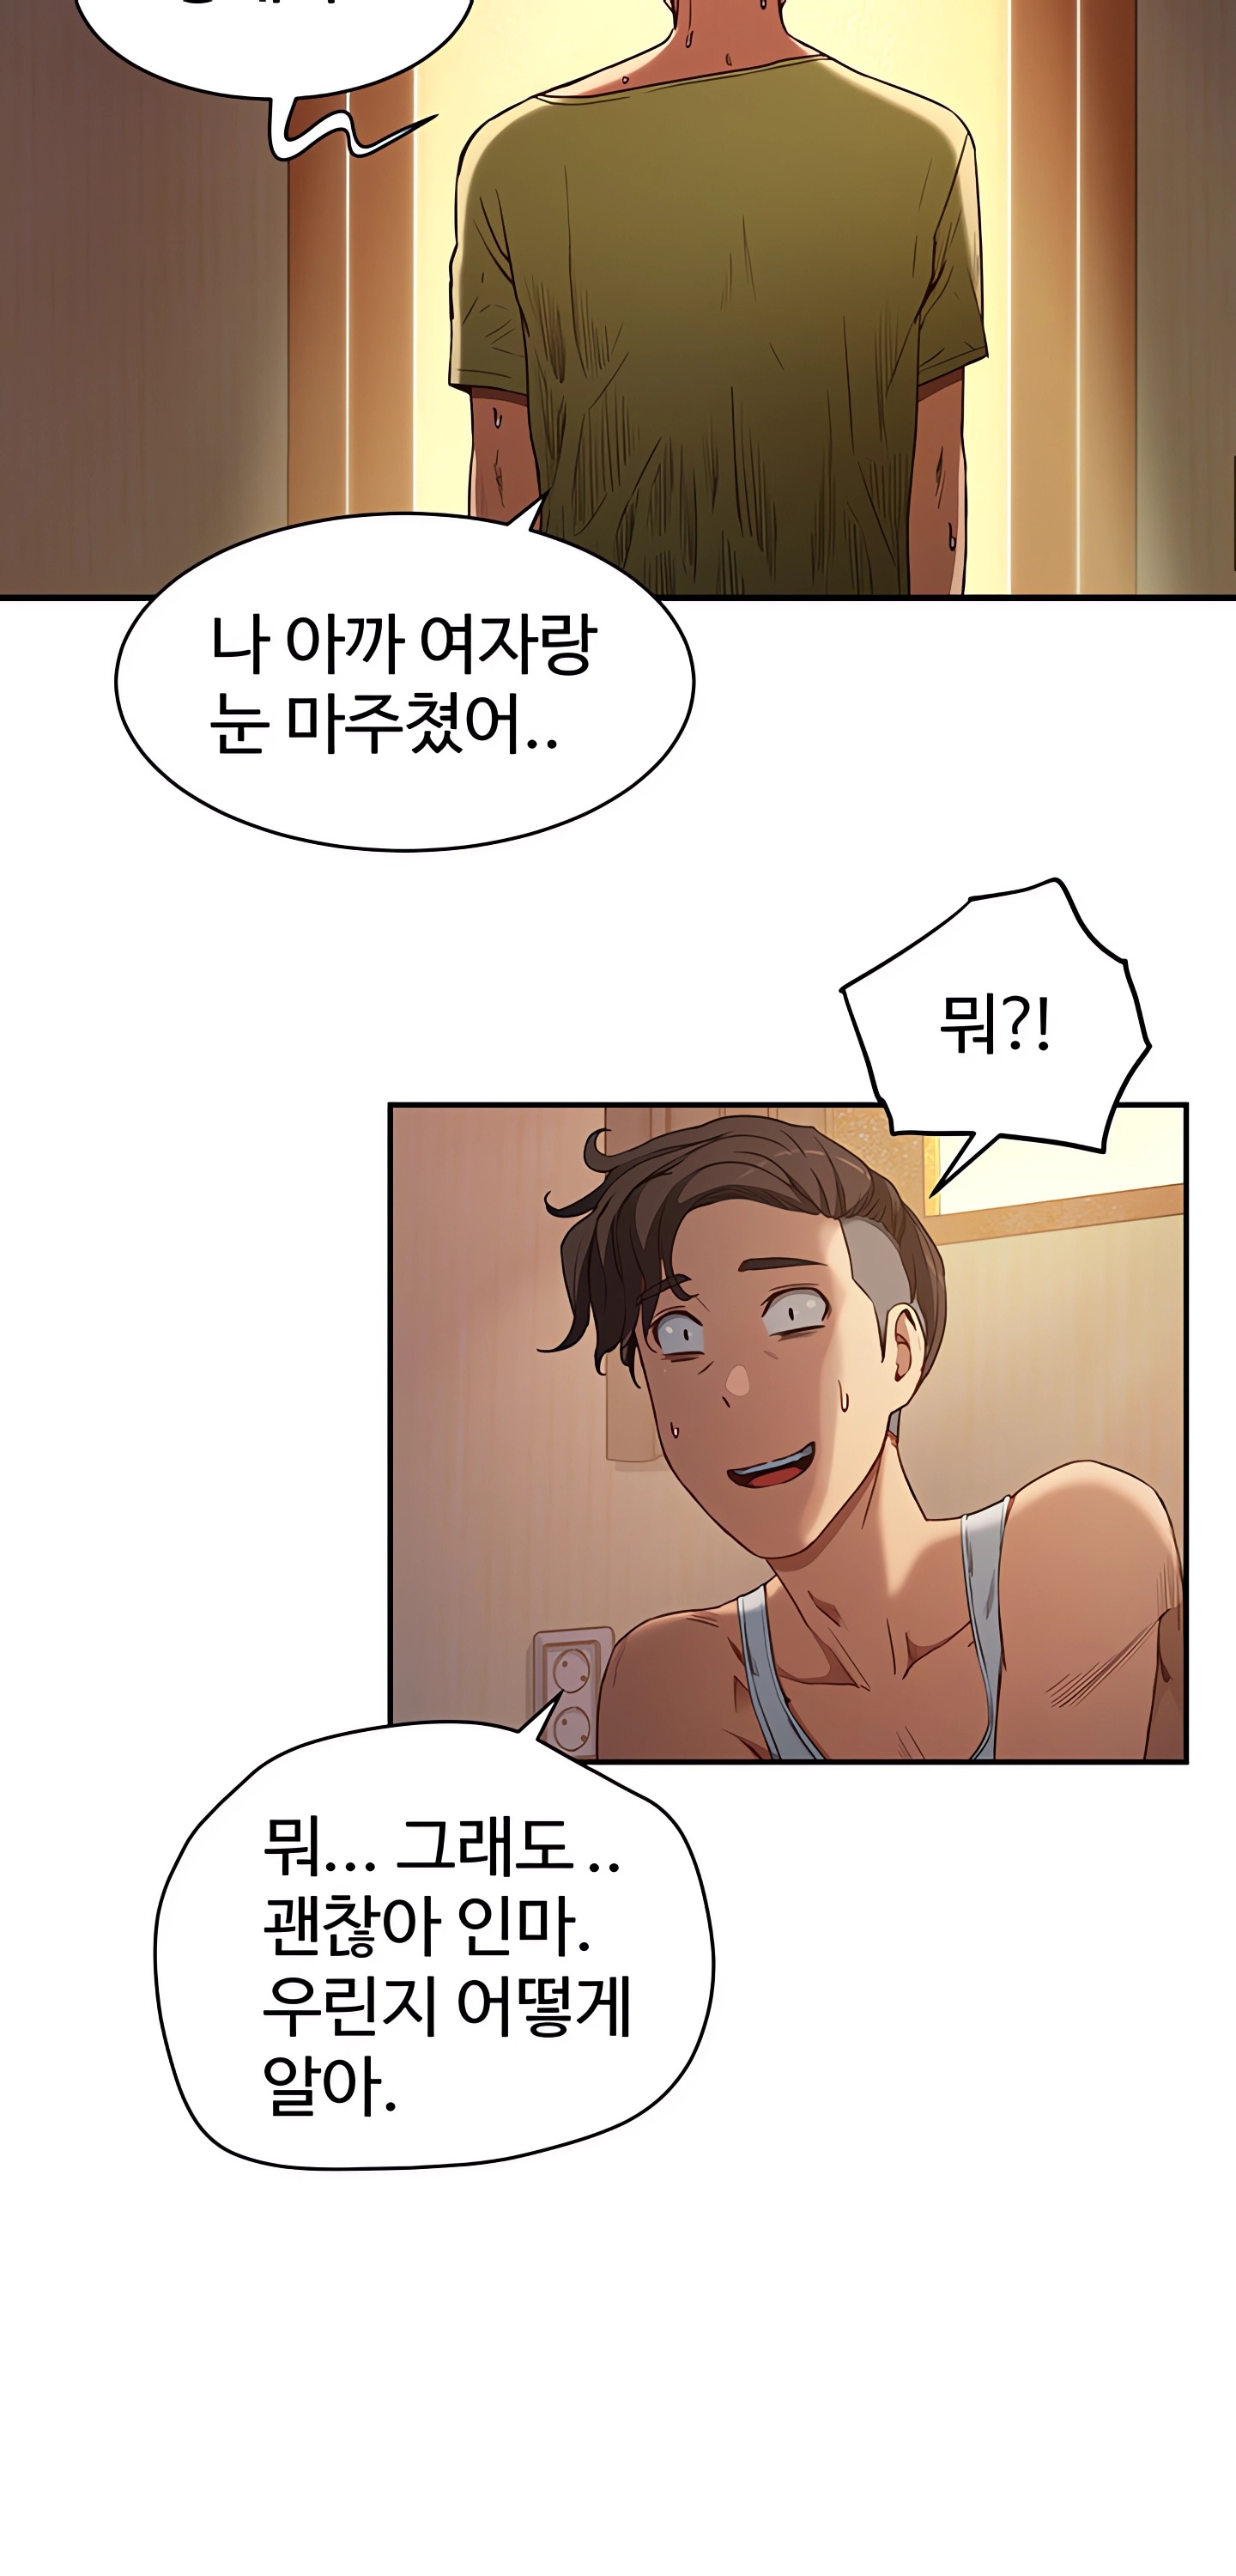 나 아까 여자랑
눈 마주쳤어..
뭐?!
뭐... 그래도..
괜찮아 인마.
우린지 어떻게
알아.